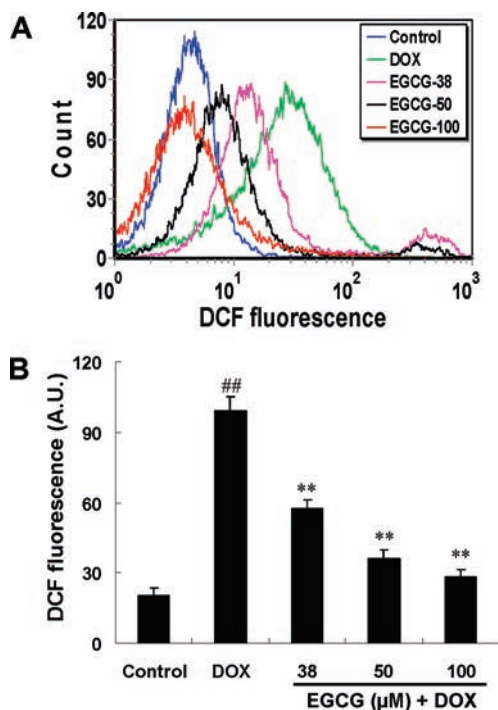 A
120
90
60
30
0
Count
Control
DOX
EGCG-38
EGCG-50
EGCG-100
10⁰ 10¹ 10² 10³
DCF fluorescence
B
120
90
60
30
0
DCF fluorescence (A.U.)
##
**
**
**
Control DOX 38 50 100
EGCG (µM) + DOX